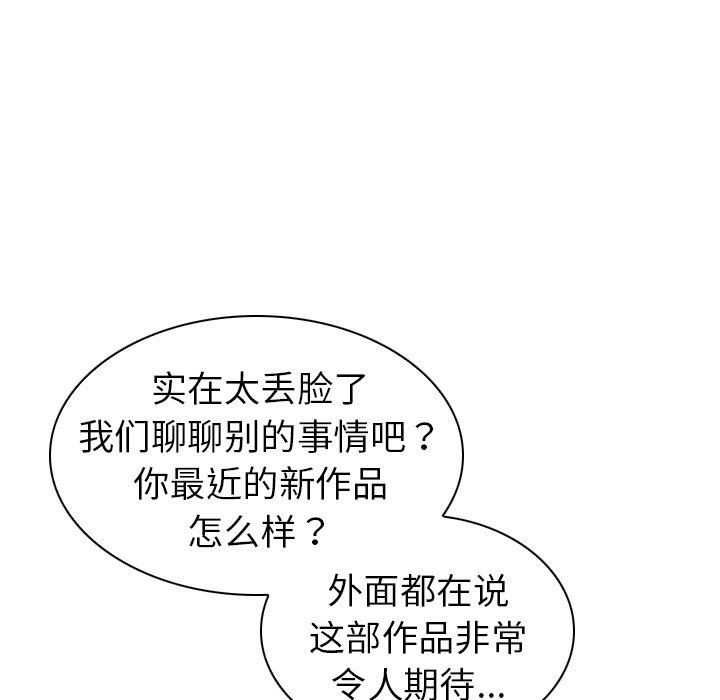 实在太丢脸了
我们聊聊别的事情吧？
你最近的新作品
怎么样？
外面都在说
这部作品非常
令人期待...